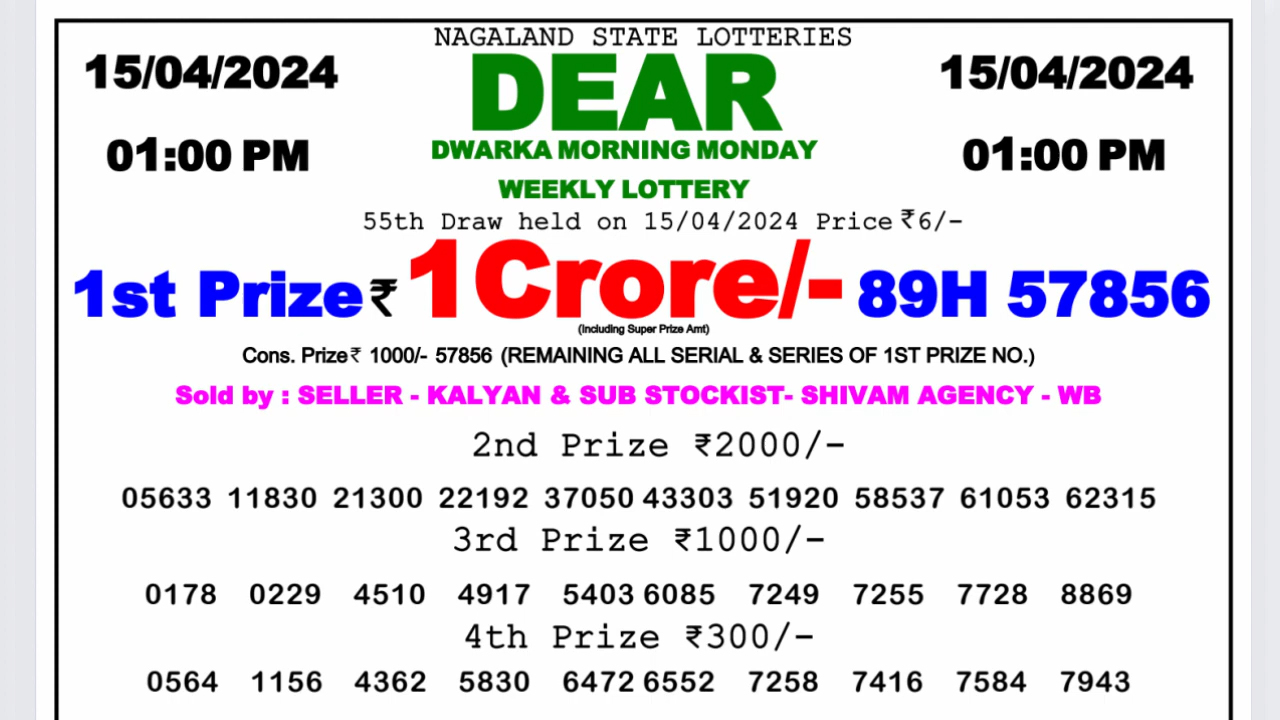 NAGALAND STATE LOTTERIES
15/04/2024 DEAR 15/04/2024
01:00 PM DWARKA MORNING MONDAY 01:00 PM
WEEKLY LOTTERY
55th Draw held on 15/04/2024 Price ₹6/-
1st Prize ₹ 1Crore/- 89H 57856
(Including Super Prize Amt)
Cons. Prize ₹ 1000/- 57856 (REMAINING ALL SERIAL & SERIES OF 1ST PRIZE NO.)
Sold by : SELLER - KALYAN & SUB STOCKIST- SHIVAM AGENCY - WB
2nd Prize ₹2000/-
05633 11830 21300 22192 37050 43303 51920 58537 61053 62315
3rd Prize ₹1000/-
0178 0229 4510 4917 5403 6085 7249 7255 7728 8869
4th Prize ₹300/-
0564 1156 4362 5830 6472 6552 7258 7416 7584 7943